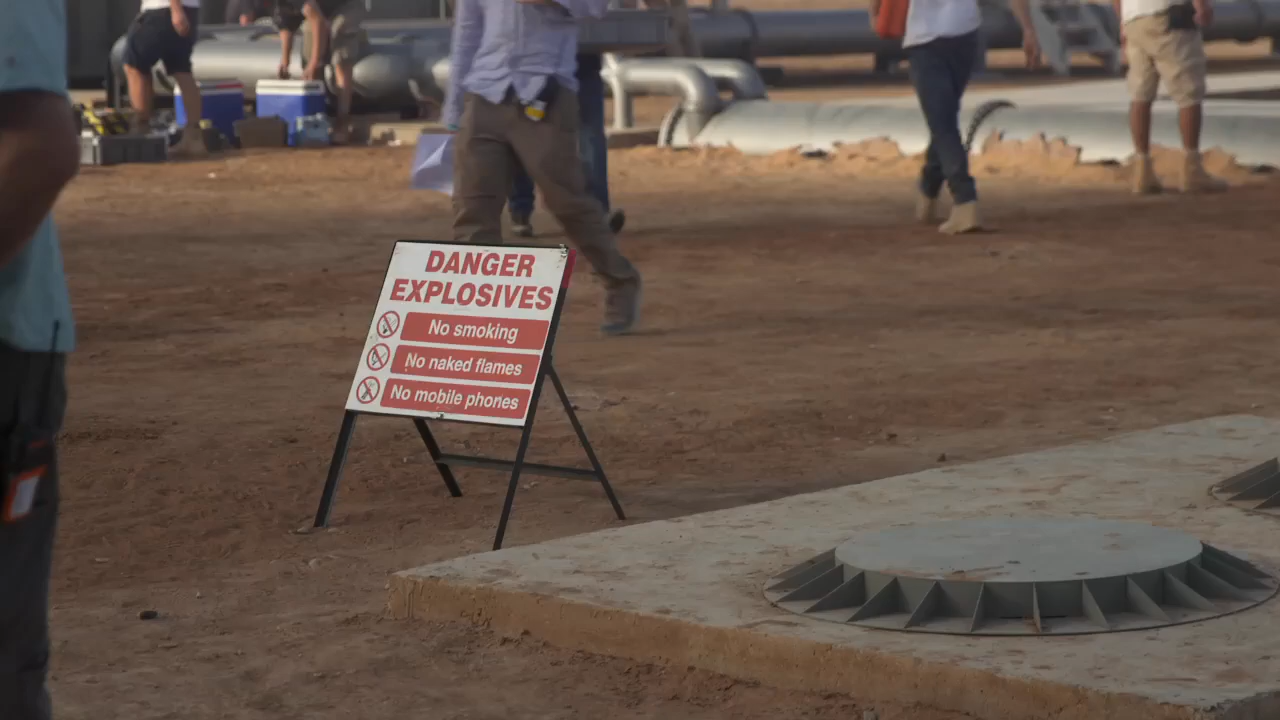 DANGER
EXPLOSIVES
No smoking
No naked flames
No mobile phones